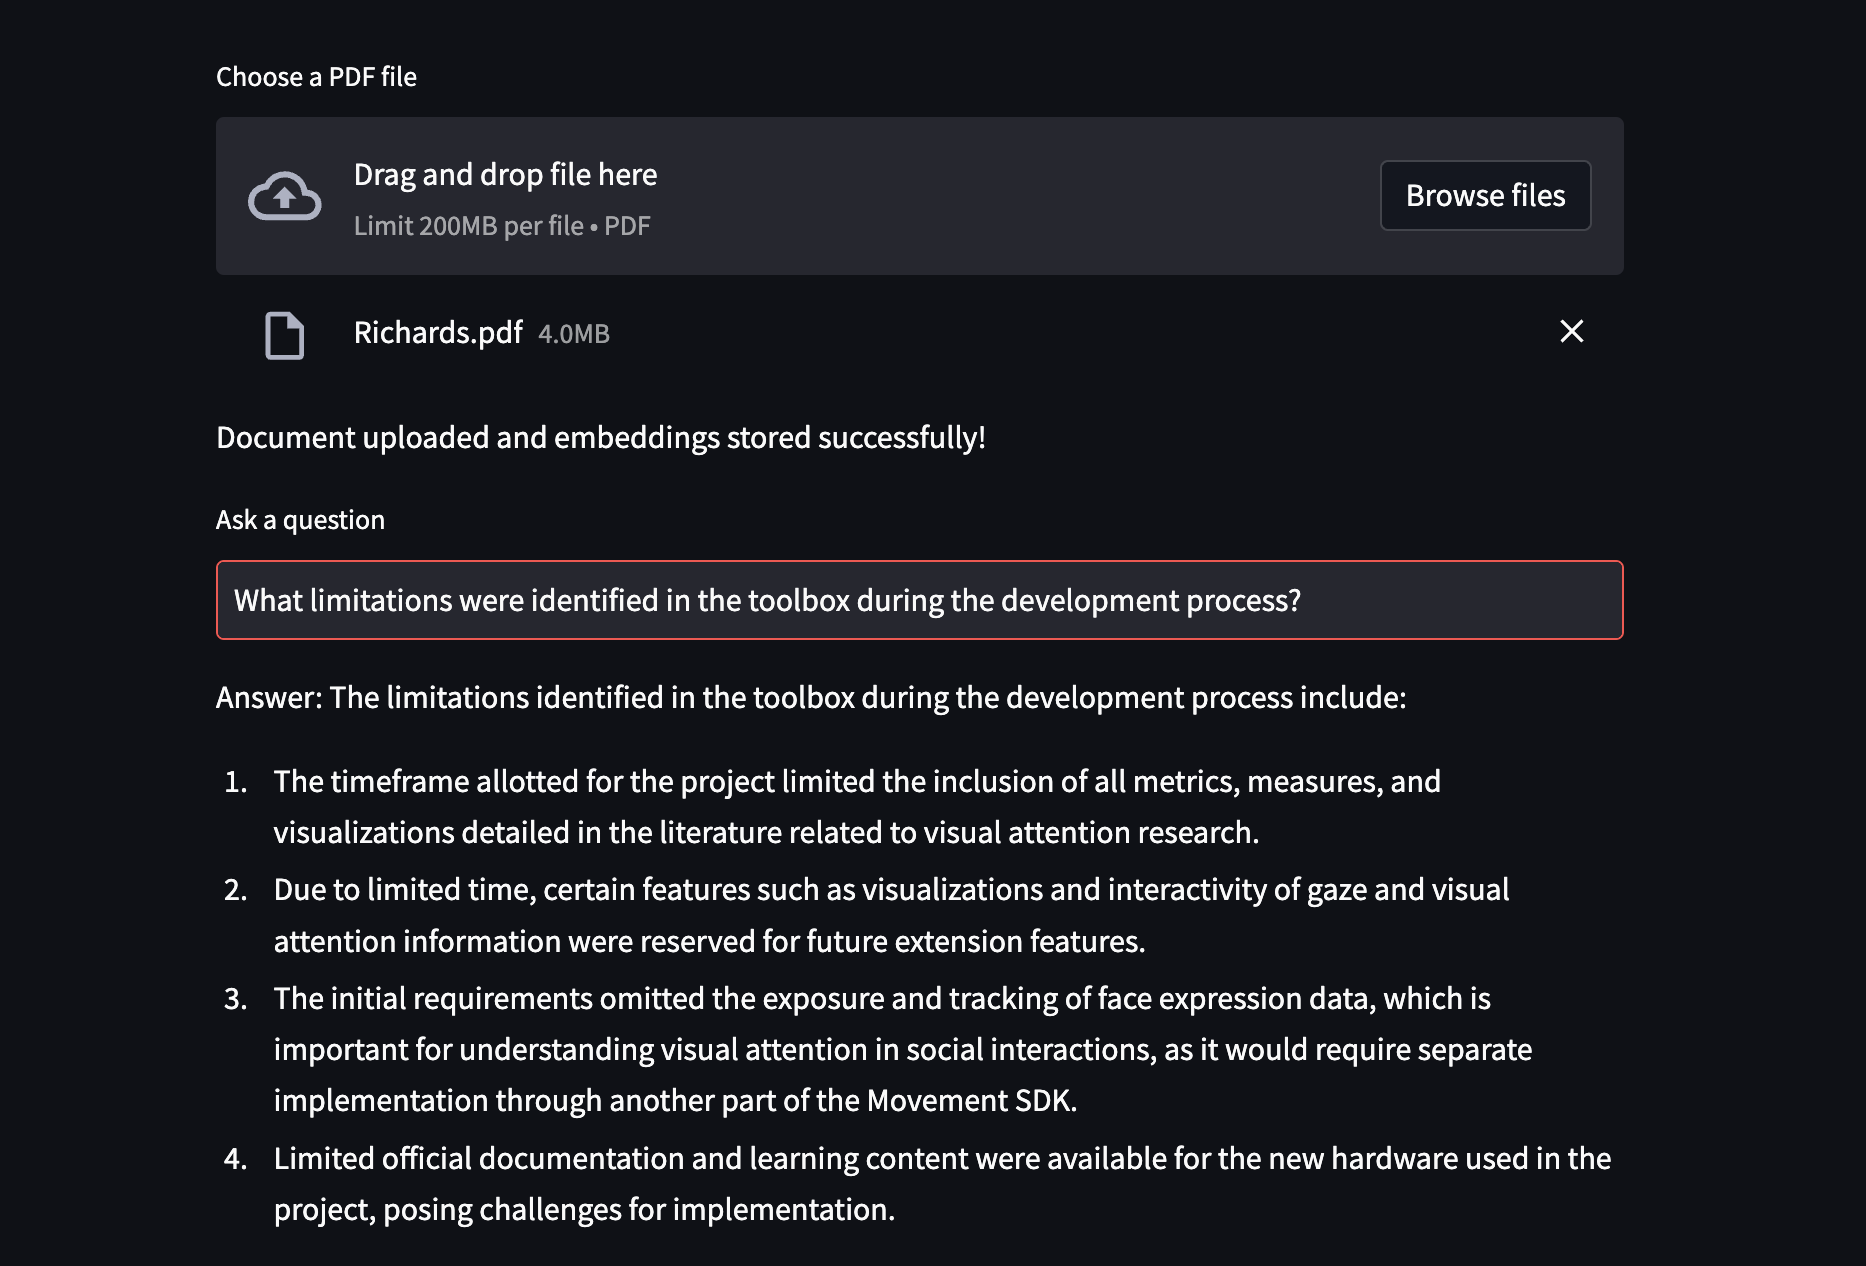 Choose a PDF file
Drag and drop file here
Limit 200MB per file • PDF
Browse files
Richards.pdf 4.0MB
Document uploaded and embeddings stored successfully!
Ask a question
What limitations were identified in the toolbox during the development process?
Answer: The limitations identified in the toolbox during the development process include:
1. The timeframe allotted for the project limited the inclusion of all metrics, measures, and
visualizations detailed in the literature related to visual attention research.
2. Due to limited time, certain features such as visualizations and interactivity of gaze and visual
attention information were reserved for future extension features.
3. The initial requirements omitted the exposure and tracking of face expression data, which is
important for understanding visual attention in social interactions, as it would require separate
implementation through another part of the Movement SDK.
4. Limited official documentation and learning content were available for the new hardware used in the
project, posing challenges for implementation.